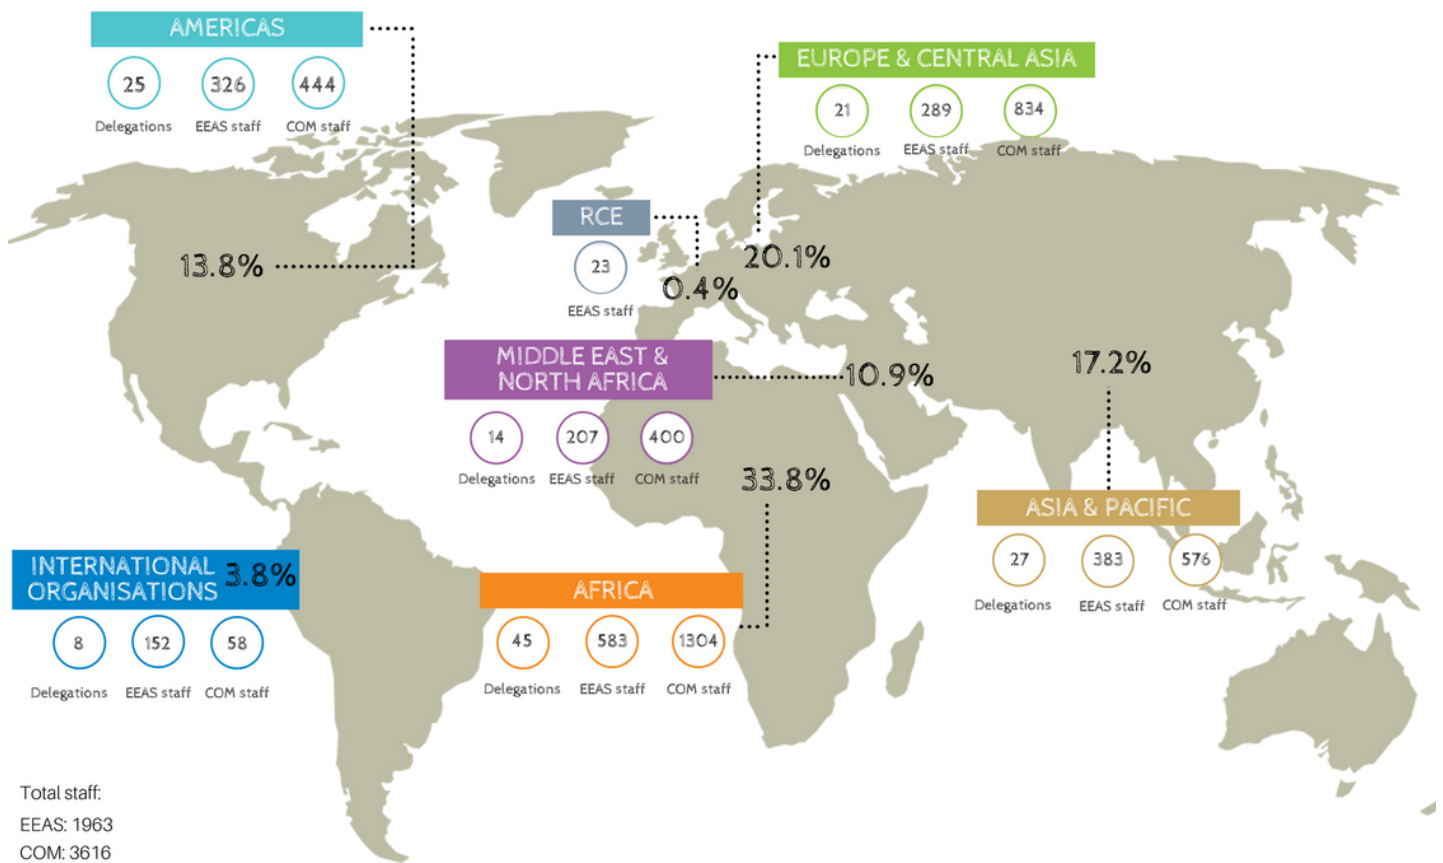 AMERICAS
25 326 444
Delegations EEAS staff COM staff
EUROPE & CENTRAL ASIA
21 289 834
Delegations EEAS staff COM staff
RCE
23
EEAS staff
13.8%
20.1%
0.4%
MIDDLE EAST &
NORTH AFRICA
10.9%
14 207 400
Delegations EEAS staff COM staff
17.2%
33.8%
ASIA & PACIFIC
27 383 576
Delegations EEAS staff COM staff
INTERNATIONAL
ORGANISATIONS 3.8%
8 152 58
Delegations EEAS staff COM staff
AFRICA
45 583 1304
Delegations EEAS staff COM staff
Total staff:
EEAS: 1963
COM: 3616